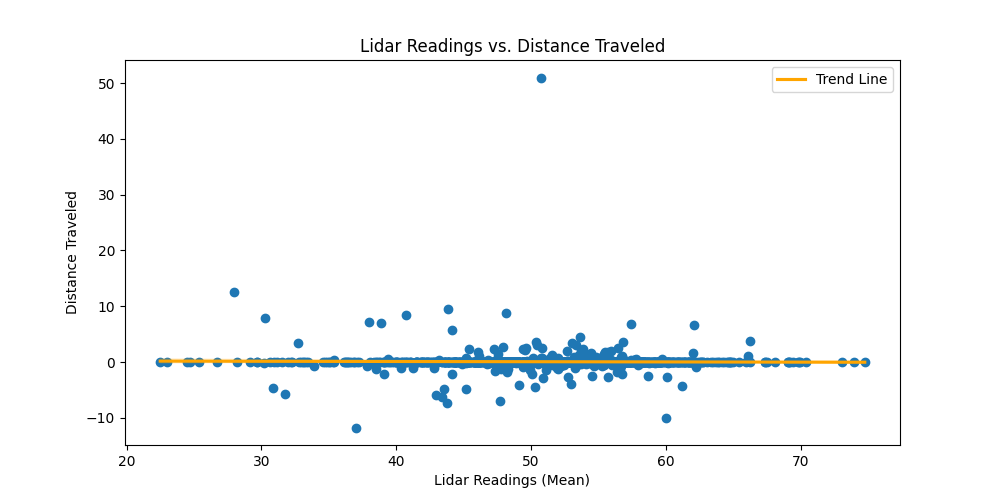 Lidar Readings vs. Distance Traveled
Trend Line
50
40
30
20
10
0
−10
Distance Traveled
20 30 40 50 60 70
Lidar Readings (Mean)